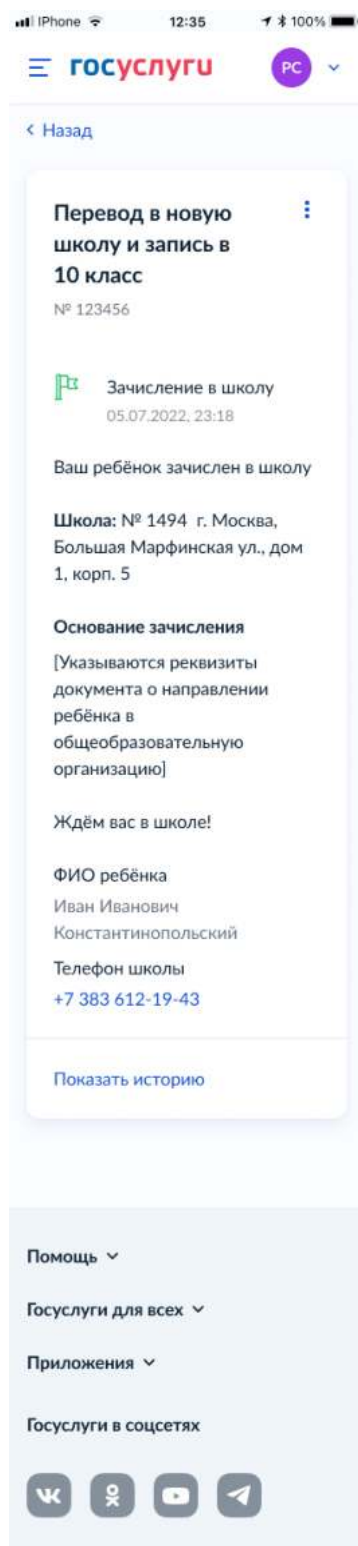 iPhone 12:35 100%
госуслуги РС
Назад
Перевод в новую
школу и запись в
10 класс
№ 123456
Зачисление в школу
05.07.2022, 23:18
Ваш ребёнок зачислен в школу
Школа: № 1494 г. Москва,
Большая Марфинская ул., дом
1, корп. 5
Основание зачисления
[Указываются реквизиты
документа о направлении
ребёнка в
общеобразовательную
организацию]
Ждём вас в школе!
ФИО ребёнка
Иван Иванович
Константинопольский
Телефон школы
+7 383 612-19-43
Показать историю
Помощь
Госуслуги для всех
Приложения
Госуслуги в соцсетях